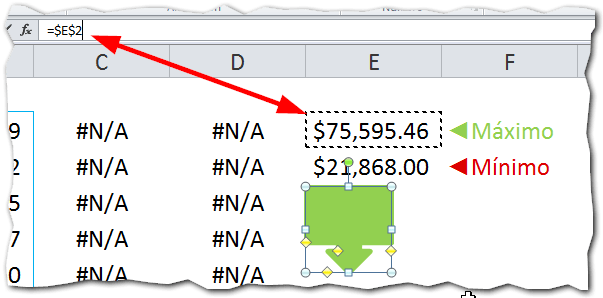 fx =$E$2
C D E F
9 #N/A #N/A $75,595.46 Máximo
2 #N/A #N/A $21,868.00 Mínimo
5 #N/A #N/A
7 #N/A #N/A
0 #N/A #N/A